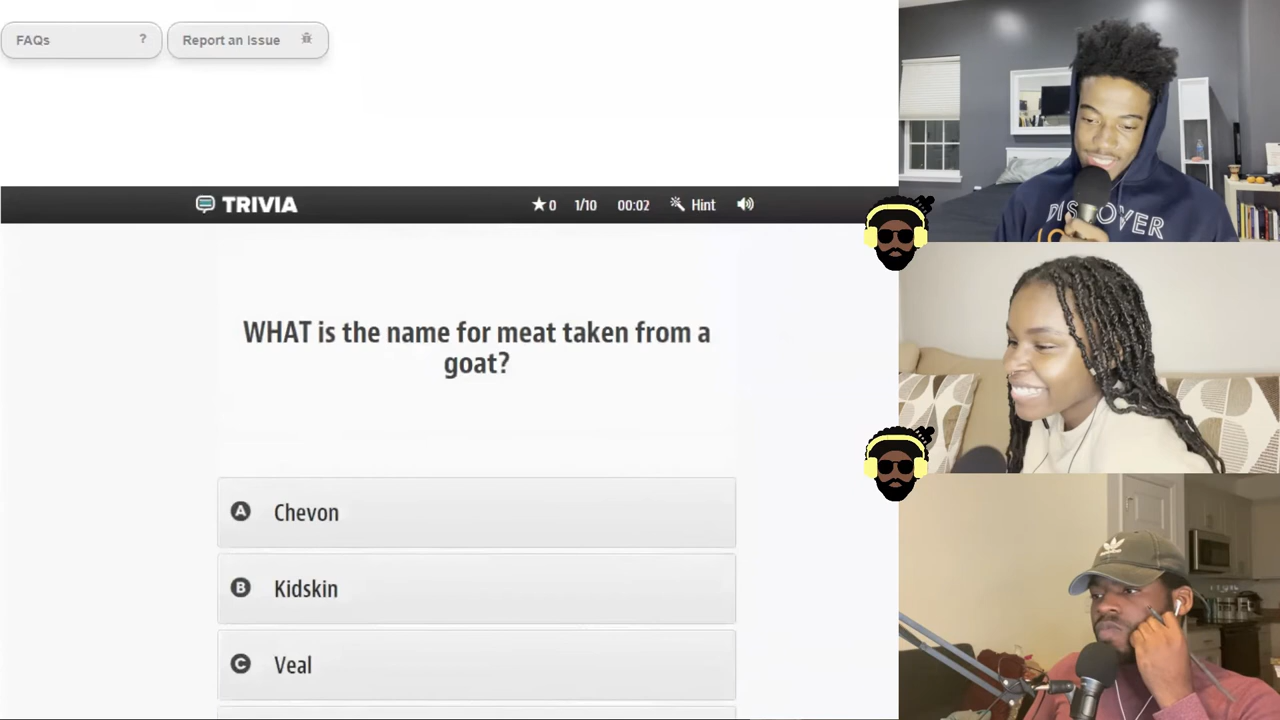 FAQs ?
Report an Issue
TRIVIA
0 1/10 00:02 Hint
WHAT is the name for meat taken from a
goat?
A Chevon
B Kidskin
C Veal
DISCOVER